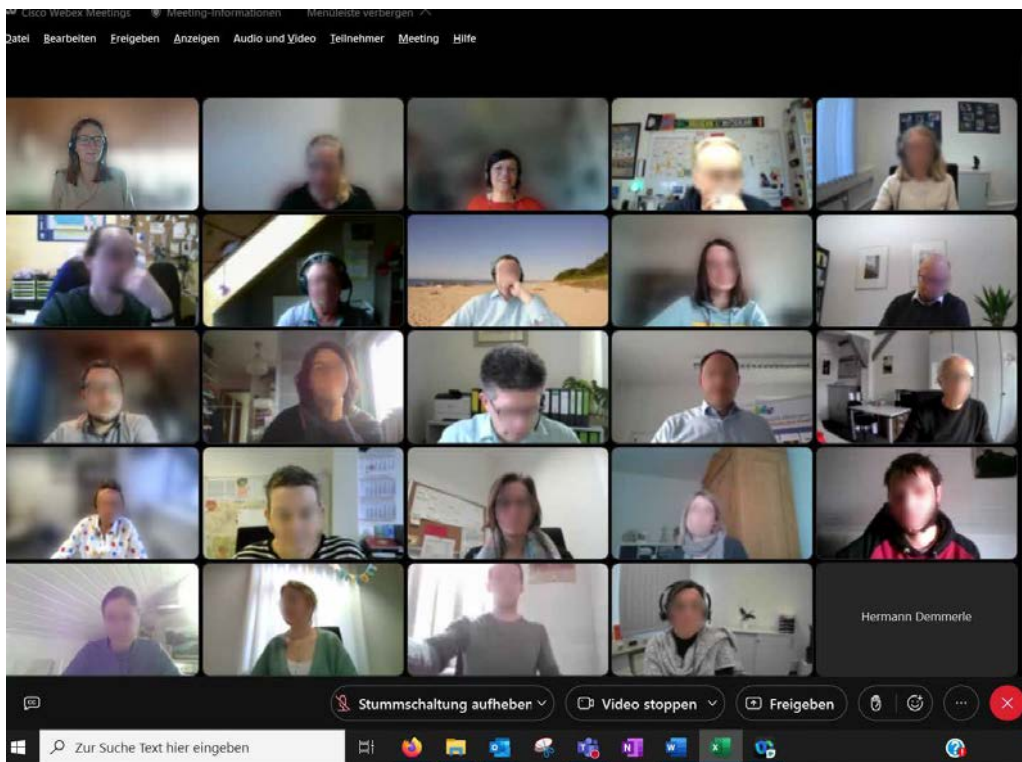 Cisco Webex Meetings Meeting-Informationen Menüleiste verbergen
Datei Bearbeiten Freigeben Anzeigen Audio und Video Teilnehmer Meeting Hilfe
Hermann Demmerle
Stummschaltung aufheben Video stoppen Freigeben
Zur Suche Text hier eingeben